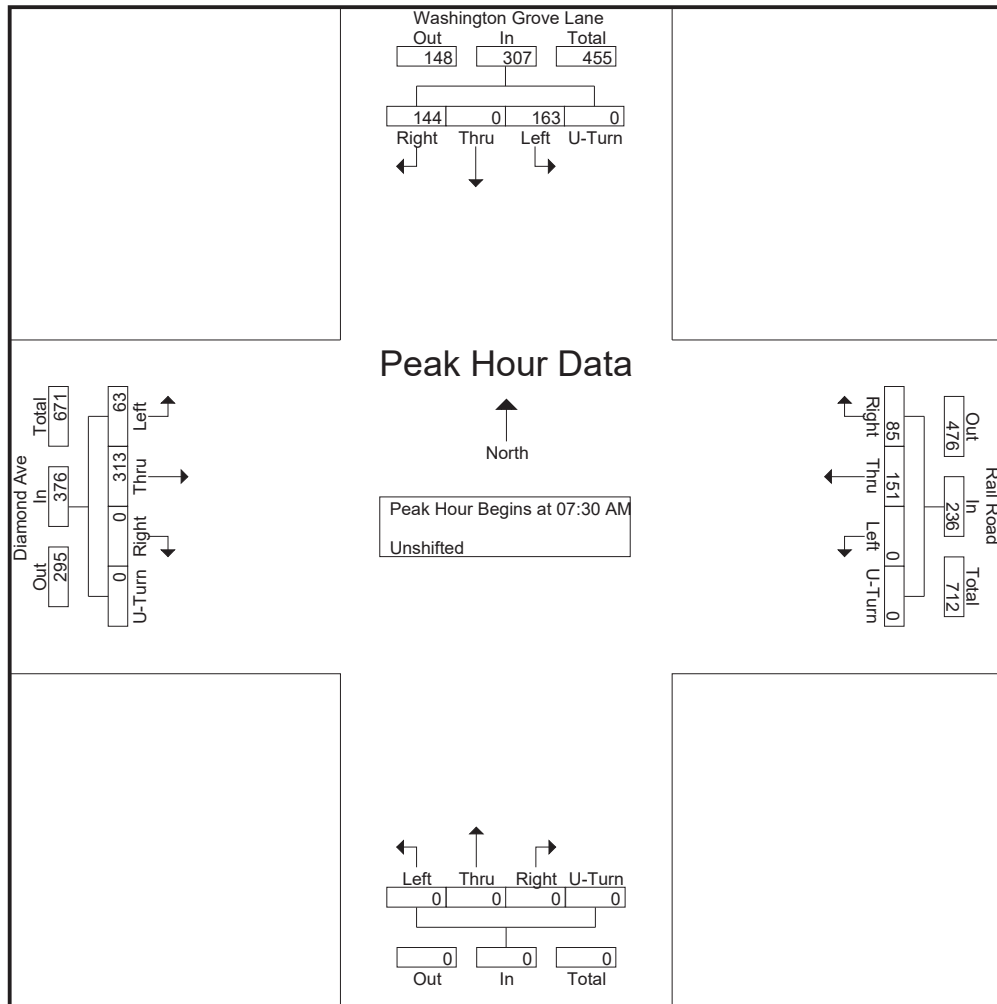 Washington Grove Lane
Out In Total
148 307 455
144 0 163 0
Right Thru Left U-Turn
Peak Hour Data
North
Peak Hour Begins at 07:30 AM
Unshifted
Diamond Ave
Total In Out
671 376 295
63 313 0 0
Left Thru Right U-Turn
Rail Road
Out In Total
476 236 712
85 151 0 0
Right Thru Left U-Turn
Left Thru Right U-Turn
0 0 0 0
0 0 0
Out In Total